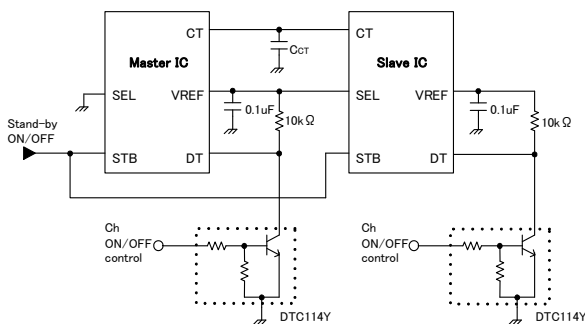 CT
Master IC
SEL
VREF
STB
DT
CCT
CT
Slave IC
SEL
VREF
STB
DT
0.1uF
10kΩ
0.1uF
10kΩ
Stand-by
ON/OFF
Ch
ON/OFF
control
DTC114Y
Ch
ON/OFF
control
DTC114Y